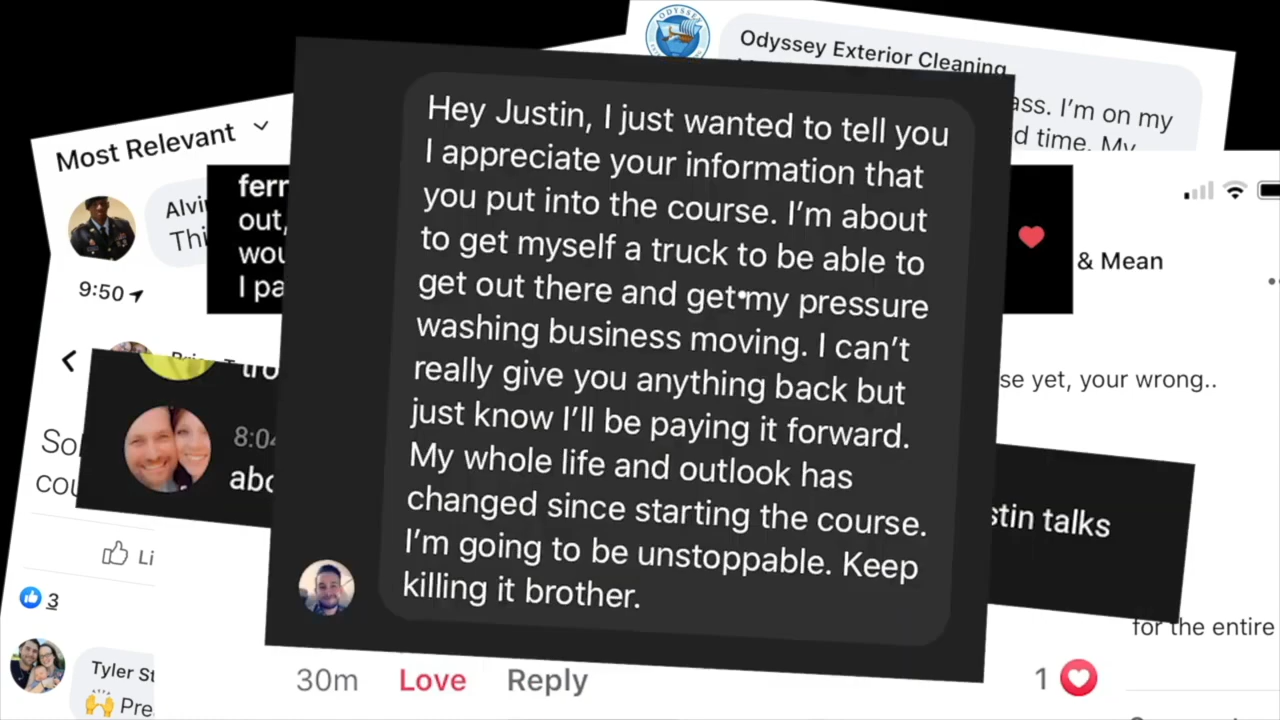 Odyssey Exterior Cleaning
ass. I'm on my
d time. My
Most Relevant
Alvi
Thi
9:50
ferr
out,
wou
I pa
& Mean
Hey Justin, I just wanted to tell you
I appreciate your information that
you put into the course. I'm about
to get myself a truck to be able to
get out there and get•my pressure
washing business moving. I can't
really give you anything back but
just know I'll be paying it forward.
My whole life and outlook has
changed since starting the course.
I'm going to be unstoppable. Keep
killing it brother.
se yet, your wrong..
8:04
abo
So
cou
stin talks
Li
3
for the entire
Tyler St
Pre
30m Love Reply
1